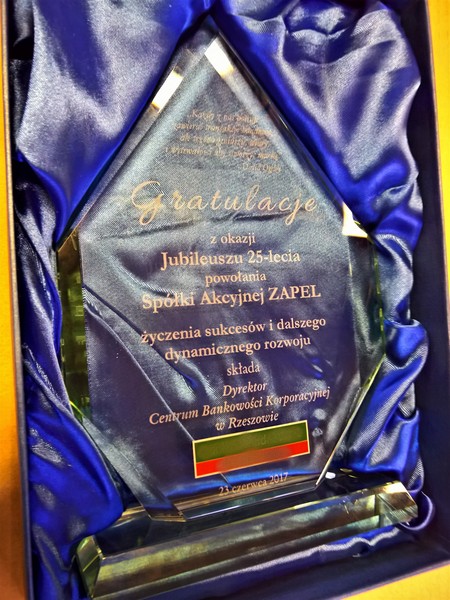 Gratulacje
z okazji
Jubileuszu 25-lecia
powołania
Spółki Akcyjnej ZAPEL
życzenia sukcesów i dalszego
dynamicznego rozwoju
składa
Dyrektor
Centrum Bankowości Korporacyjnej
w Rzeszowie
23 czerwca 2017